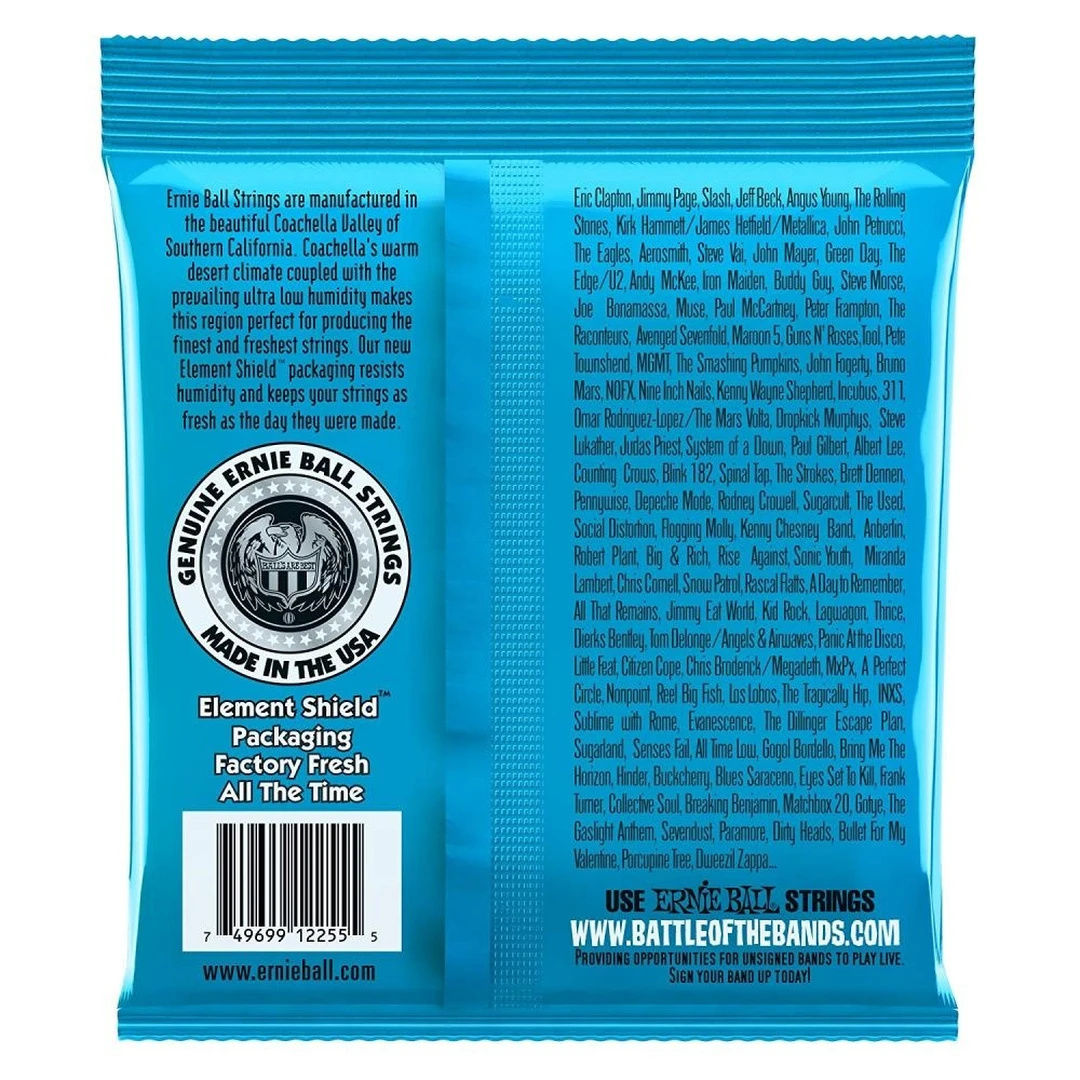 Ernie Ball Strings are manufactured in
the beautiful Coachella Valley of
Southern California. Coachella's warm
desert climate coupled with the
prevailing ultra low humidity makes
this region perfect for producing the
finest and freshest strings. Our new
Element Shield™ packaging resists
humidity and keeps your strings as
fresh as the day they were made.
GENUINE ERNIE BALL STRINGS
MADE IN THE USA
Element Shield™
Packaging
Factory Fresh
All The Time
7 49699 12255 5
www.ernieball.com
Eric Clapton, Jimmy Page, Slash, Jeff Beck, Angus Young, The Rolling
Stones, Kirk Hammett/James Hetfield/Metallica, John Petrucci,
The Eagles, Aerosmith, Steve Vai, John Mayer, Green Day, The
Edge/U2, Andy McKee, Iron Maiden, Buddy Guy, Steve Morse,
Joe Bonamassa, Muse, Paul McCartney, Peter Frampton, The
Raconteurs, Avenged Sevenfold, Maroon 5, Guns N' Roses,Tool, Pete
Townshend, MGMT, The Smashing Pumpkins, John Fogerty, Bruno
Mars, NOFX, Nine Inch Nails, Kenny Wayne Sheperd, Incubus, 311,
Omar Rodriguez-Lopez/The Mars Volta, Dropkick Murphys, Steve
Lukather, Judas Priest, System of a Down, Paul Gilbert, Albert Lee,
Counting Crows, Blink 182, Spinal Tap, The Strokes, Brett Dennen,
Pennywise, Depeche Mode, Rodney Crowell, Sugarcult, The Used,
Social Distortion, Flogging Molly, Kenny Chesney Band, Anberlin,
Robert Plant, Big & Rich, Rise Against, Sonic Youth, Miranda
Lambert, Chris Cornell, Snow Patrol, Rascal Flatts, A Day to Remember,
All That Remains, Jimmy Eat World, Kid Rock, Lagwagon, Thrice,
Dierks Bentley, Tom Delonge/Angels & Airwaves, Panic At the Disco,
Little Feat, Citizen Cope, Chris Broderick/Megadeth, MxPx, A Perfect
Circle, Nonpoint, Reel Big Fish, Los Lobos, The Tragically Hip, INXS,
Sublime with Rome, Evanescence, The Dillinger Escape Plan,
Sugarland, Senses Fail, All Time Low, Gogol Bordello, Bring Me The
Horizon, Hinder, Buckcherry, Blues Saraceno, Eyes Set To Kill, Frank
Turner, Collective Soul, Breaking Benjamin, Matchbox 20, Gotye, The
Gaslight Anthem, Sevendust, Paramore, Dirty Heads, Bullet For My
Valentine, Porcupine Tree, Dweezil Zappa...
USE ERNIE BALL® STRINGS
WWW.BATTLEOFTHEBANDS.COM
PROVIDING OPPORTUNITIES FOR UNSIGNED BANDS TO PLAY LIVE.
SIGN YOUR BAND UP TODAY!